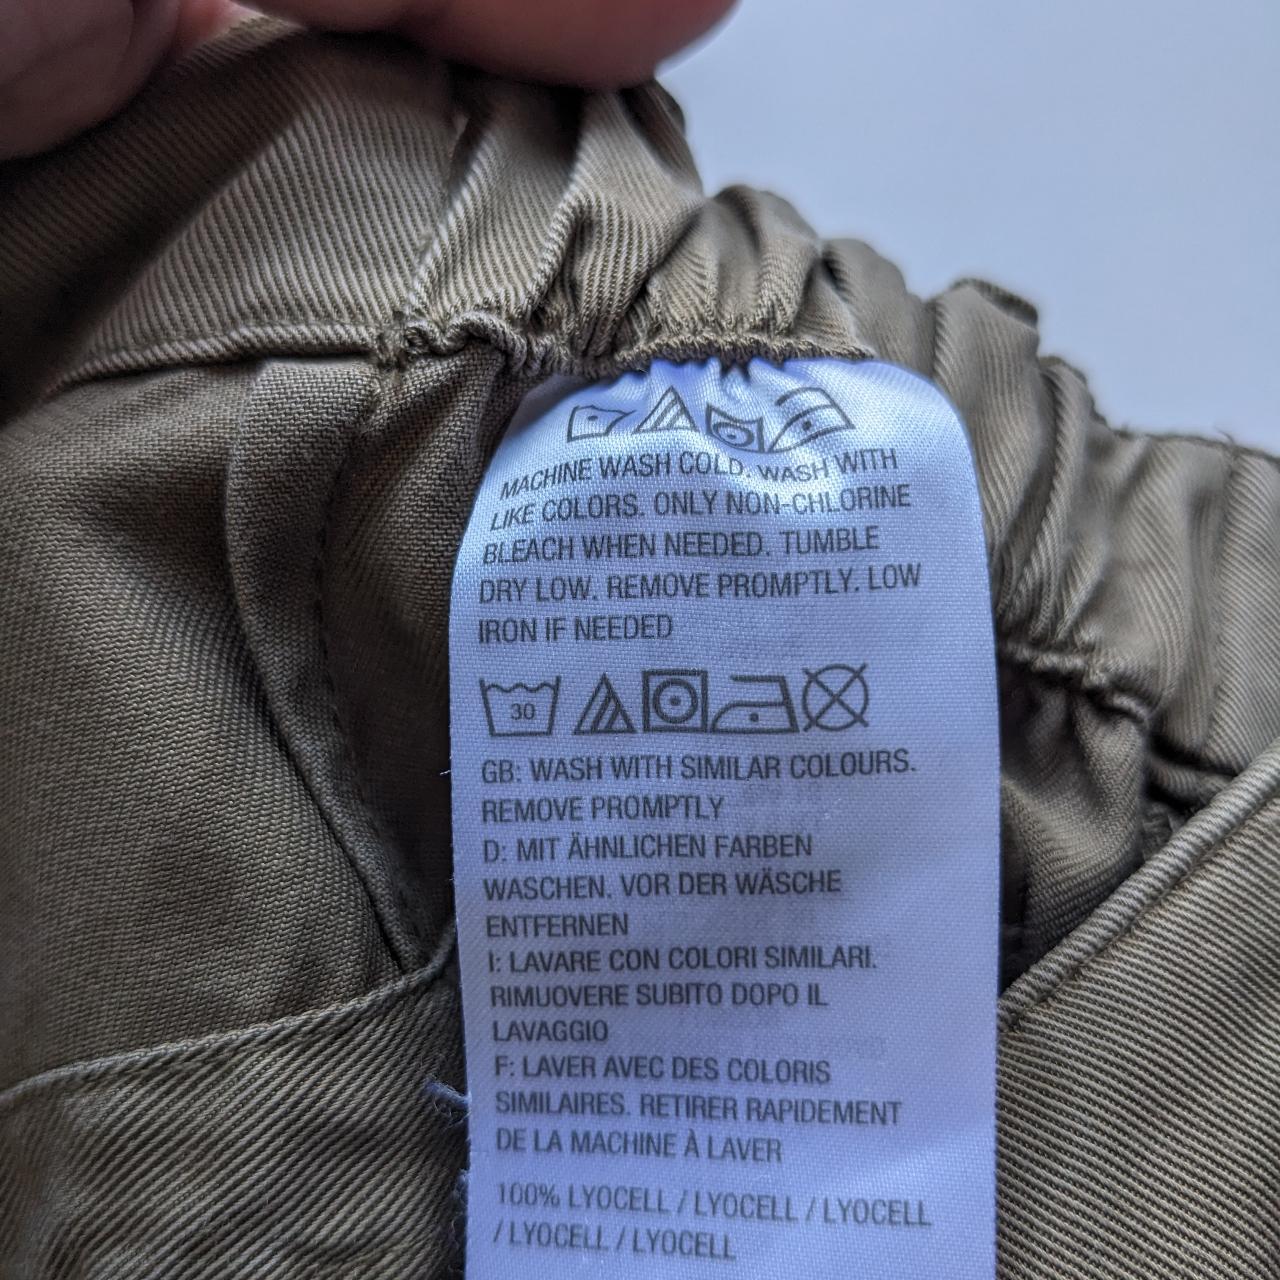 MACHINE WASH COLD. WASH WITH
LIKE COLORS. ONLY NON-CHLORINE
BLEACH WHEN NEEDED. TUMBLE
DRY LOW. REMOVE PROMPTLY. LOW
IRON IF NEEDED
30
GB: WASH WITH SIMILAR COLOURS.
REMOVE PROMPTLY
D: MIT ÄHNLICHEN FARBEN
WASCHEN. VOR DER WÄSCHE
ENTFERNEN
I: LAVARE CON COLORI SIMILARI.
RIMUOVERE SUBITO DOPO IL
LAVAGGIO
F: LAVER AVEC DES COLORIS
SIMILAIRES. RETIRER RAPIDEMENT
DE LA MACHINE À LAVER
100% LYOCELL / LYOCELL / LYOCELL
/ LYOCELL / LYOCELL